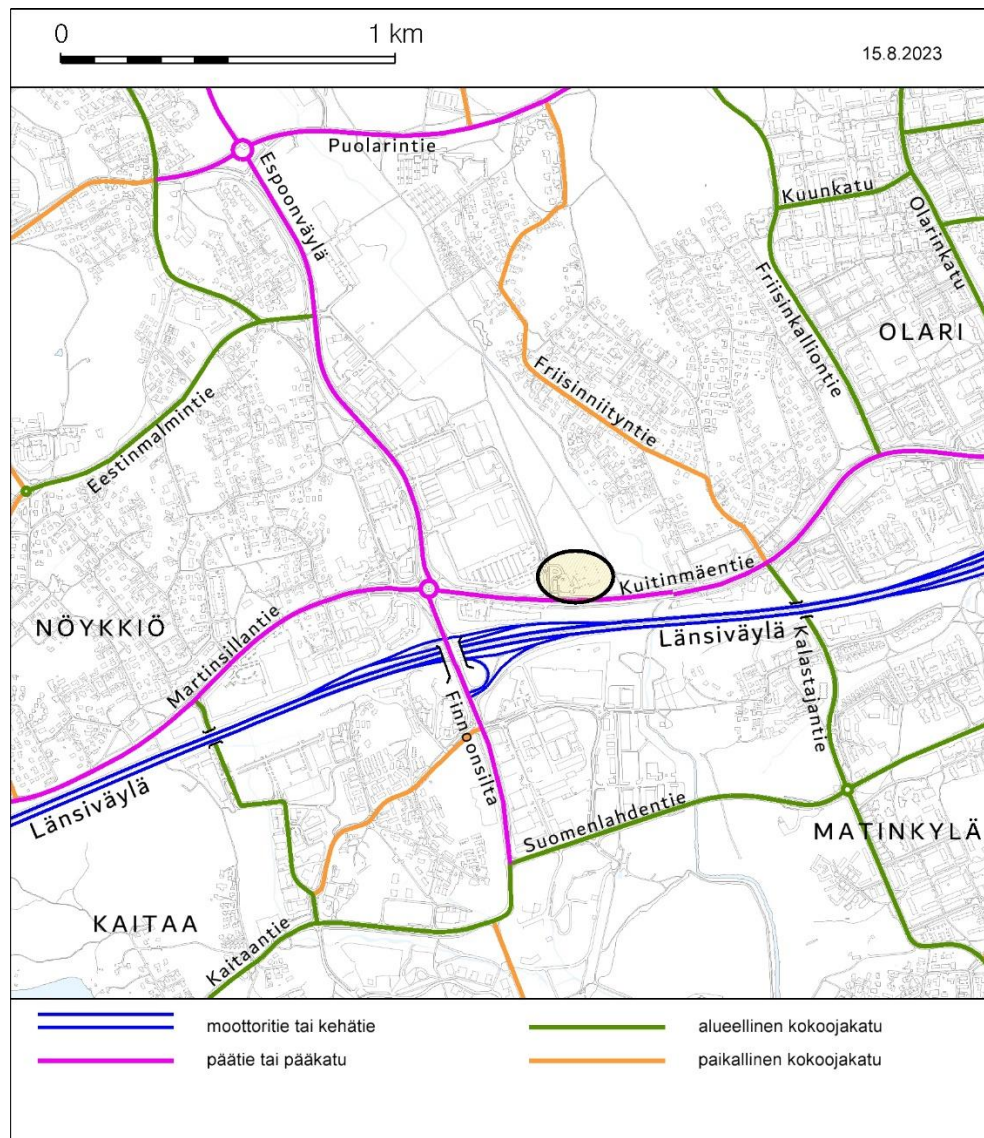 0 1 km
15.8.2023
Puolarintie
Espoonväylä
Kuunkatu
Olarinkatu
Friisinkalliontie
OLARI
Friisinniityntie
Eestinmalmintie
Kuitinmäentie
NÖYKKIÖ
Martinsillantie
Länsiväylä
Kalastajantie
Finnoonsilta
Länsiväylä
Suomenlahdentie
MATINKYLÄ
KAITAA
Kaitaantie
moottoritie tai kehätie
alueellinen kokoojakatu
päätie tai pääkatu
paikallinen kokoojakatu